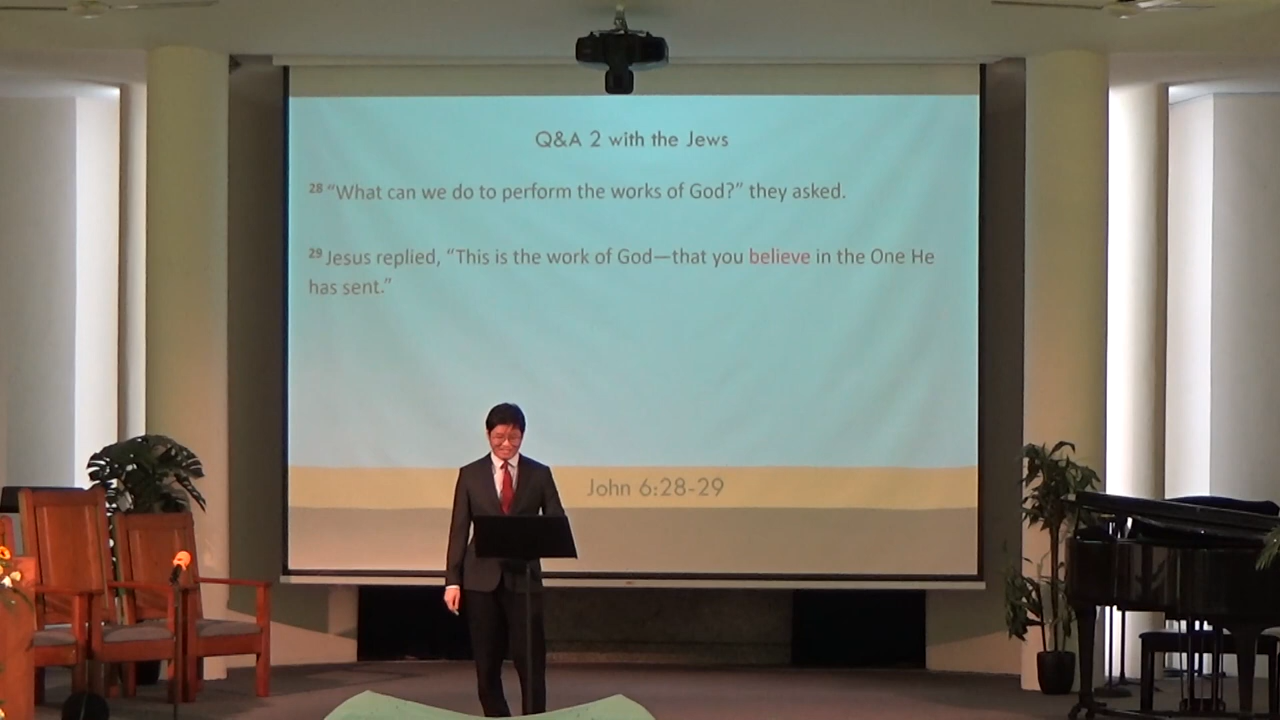 Q&A 2 with the Jews
28 “What can we do to perform the works of God?” they asked.
29 Jesus replied, “This is the work of God—that you believe in the One He
has sent.”
John 6:28-29